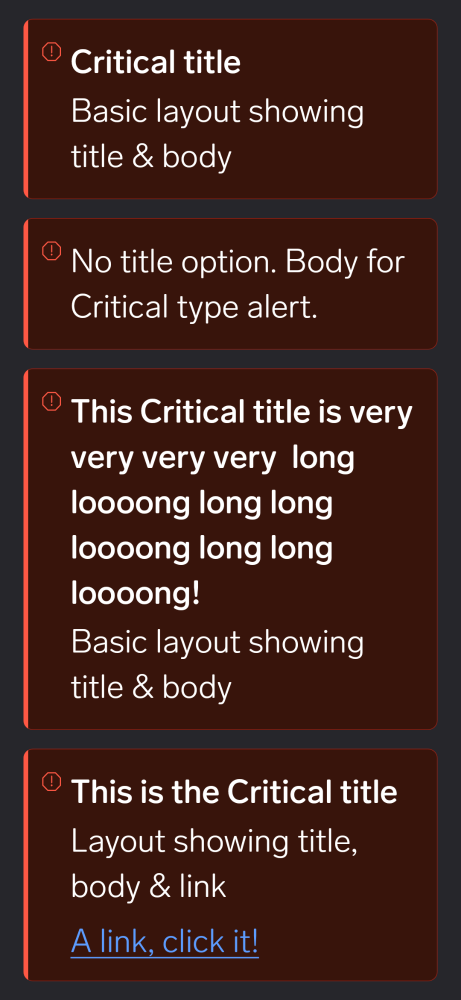 Critical title
Basic layout showing
title & body
No title option. Body for
Critical type alert.
This Critical title is very
very very very  long
loooong long long
loooong long long
loooong!
Basic layout showing
title & body
This is the Critical title
Layout showing title,
body & link
A link, click it!